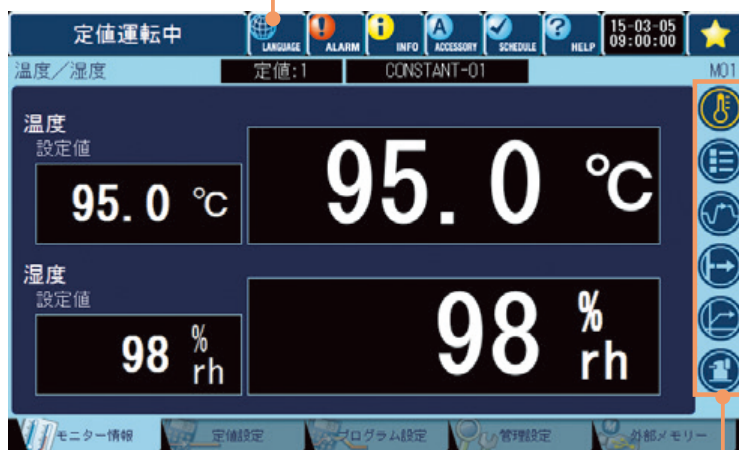 定値運転中 LANGUAGE ALARM INFO ACCESSORY SCHEDULE HELP 15-03-05
09:00:00
温度／湿度 定値:1 CONSTANT-01 M01
温度
設定値
95.0 ℃ 95.0 ℃
湿度
設定値
98 %rh 98 %rh
モニター情報 定値設定 プログラム設定 管理設定 外部メモリー